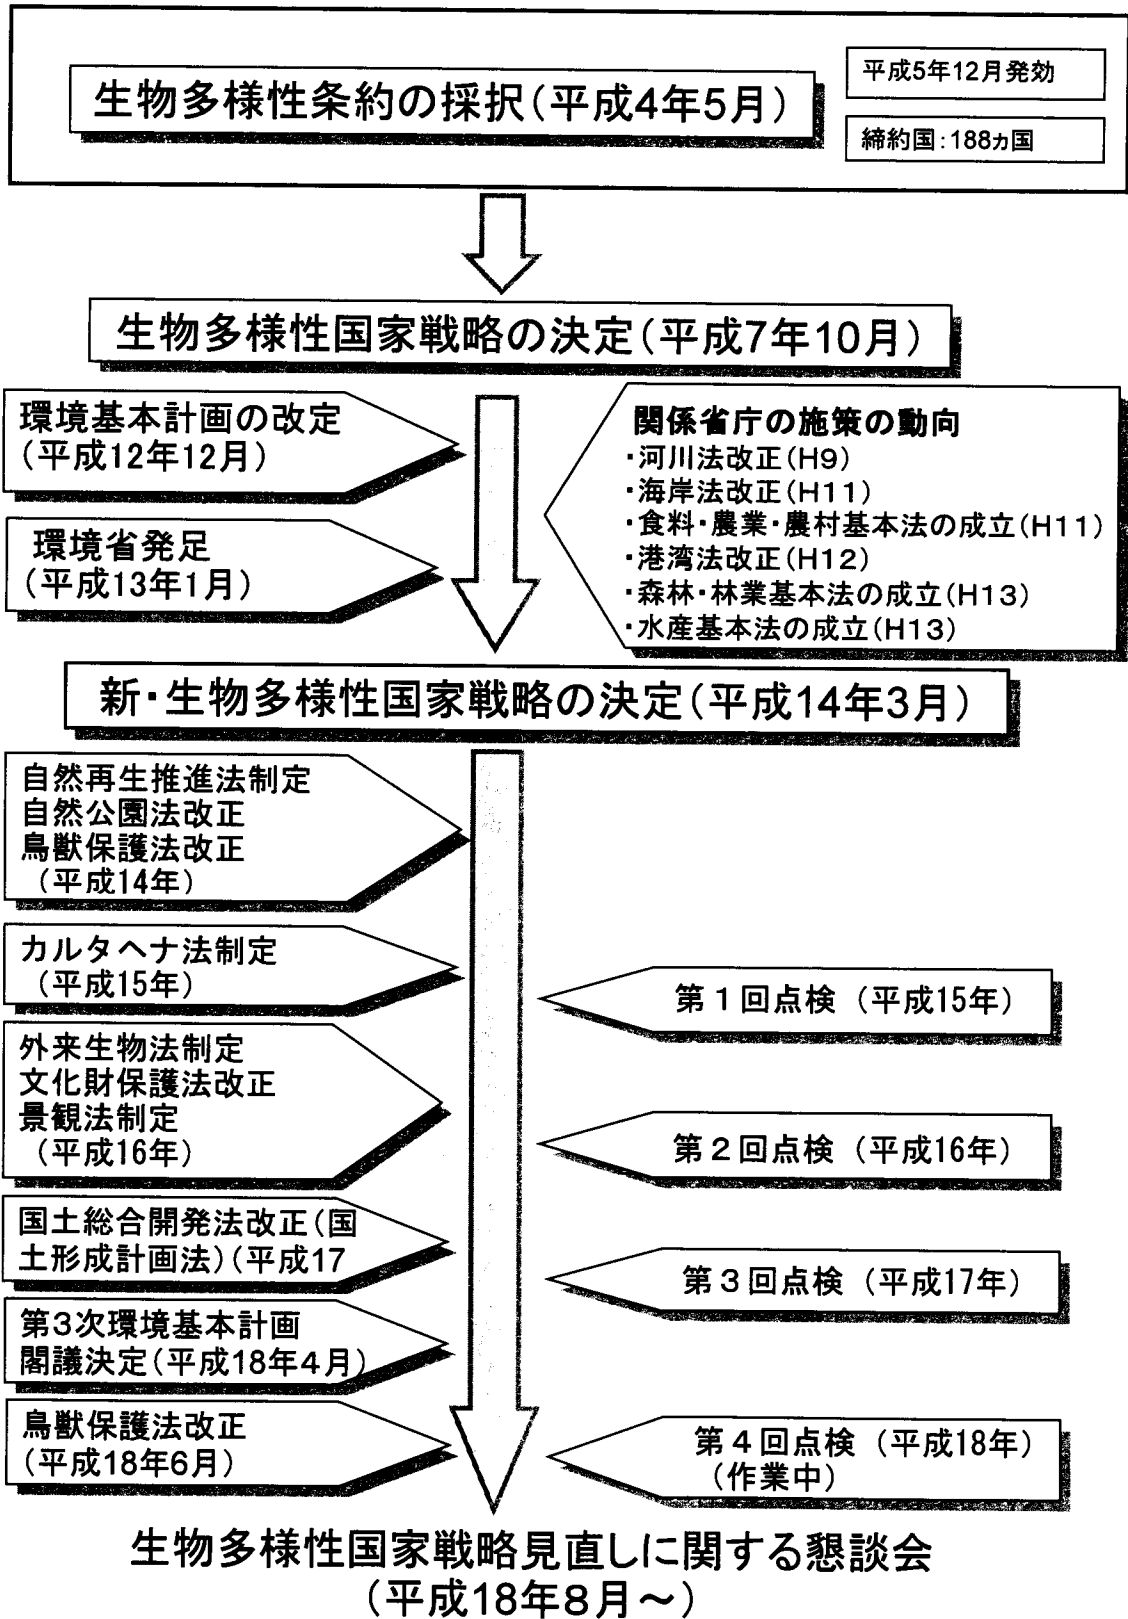 生物多様性条約の採択(平成4年5月)
平成5年12月発効
締約国:188ヵ国
生物多様性国家戦略の決定(平成7年10月)
環境基本計画の改定
(平成12年12月)
環境省発足
(平成13年1月)
関係省庁の施策の動向
・河川法改正(H9)
・海岸法改正(H11)
・食料・農業・農村基本法の成立(H11)
・港湾法改正(H12)
・森林・林業基本法の成立(H13)
・水産基本法の成立(H13)
新・生物多様性国家戦略の決定(平成14年3月)
自然再生推進法制定
自然公園法改正
鳥獣保護法改正
(平成14年)
カルタヘナ法制定
(平成15年)
第1回点検(平成15年)
外来生物法制定
文化財保護法改正
景観法制定
(平成16年)
第2回点検(平成16年)
国土総合開発法改正(国
土形成計画法)(平成17
第3回点検(平成17年)
第3次環境基本計画
閣議決定(平成18年4月)
鳥獣保護法改正
(平成18年6月)
第4回点検(平成18年)
(作業中)
生物多様性国家戦略見直しに関する懇談会
(平成18年8月~)